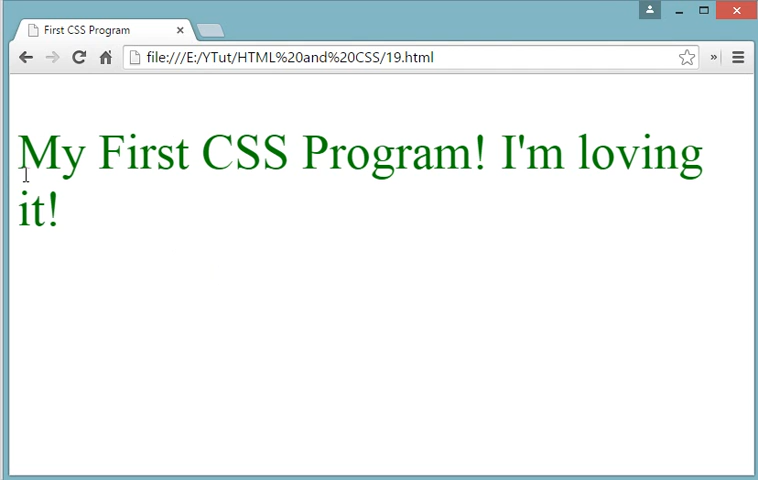 First CSS Program
file:///E:/YTut/HTML%20and%20CSS/19.html
My First CSS Program! I'm loving
it!